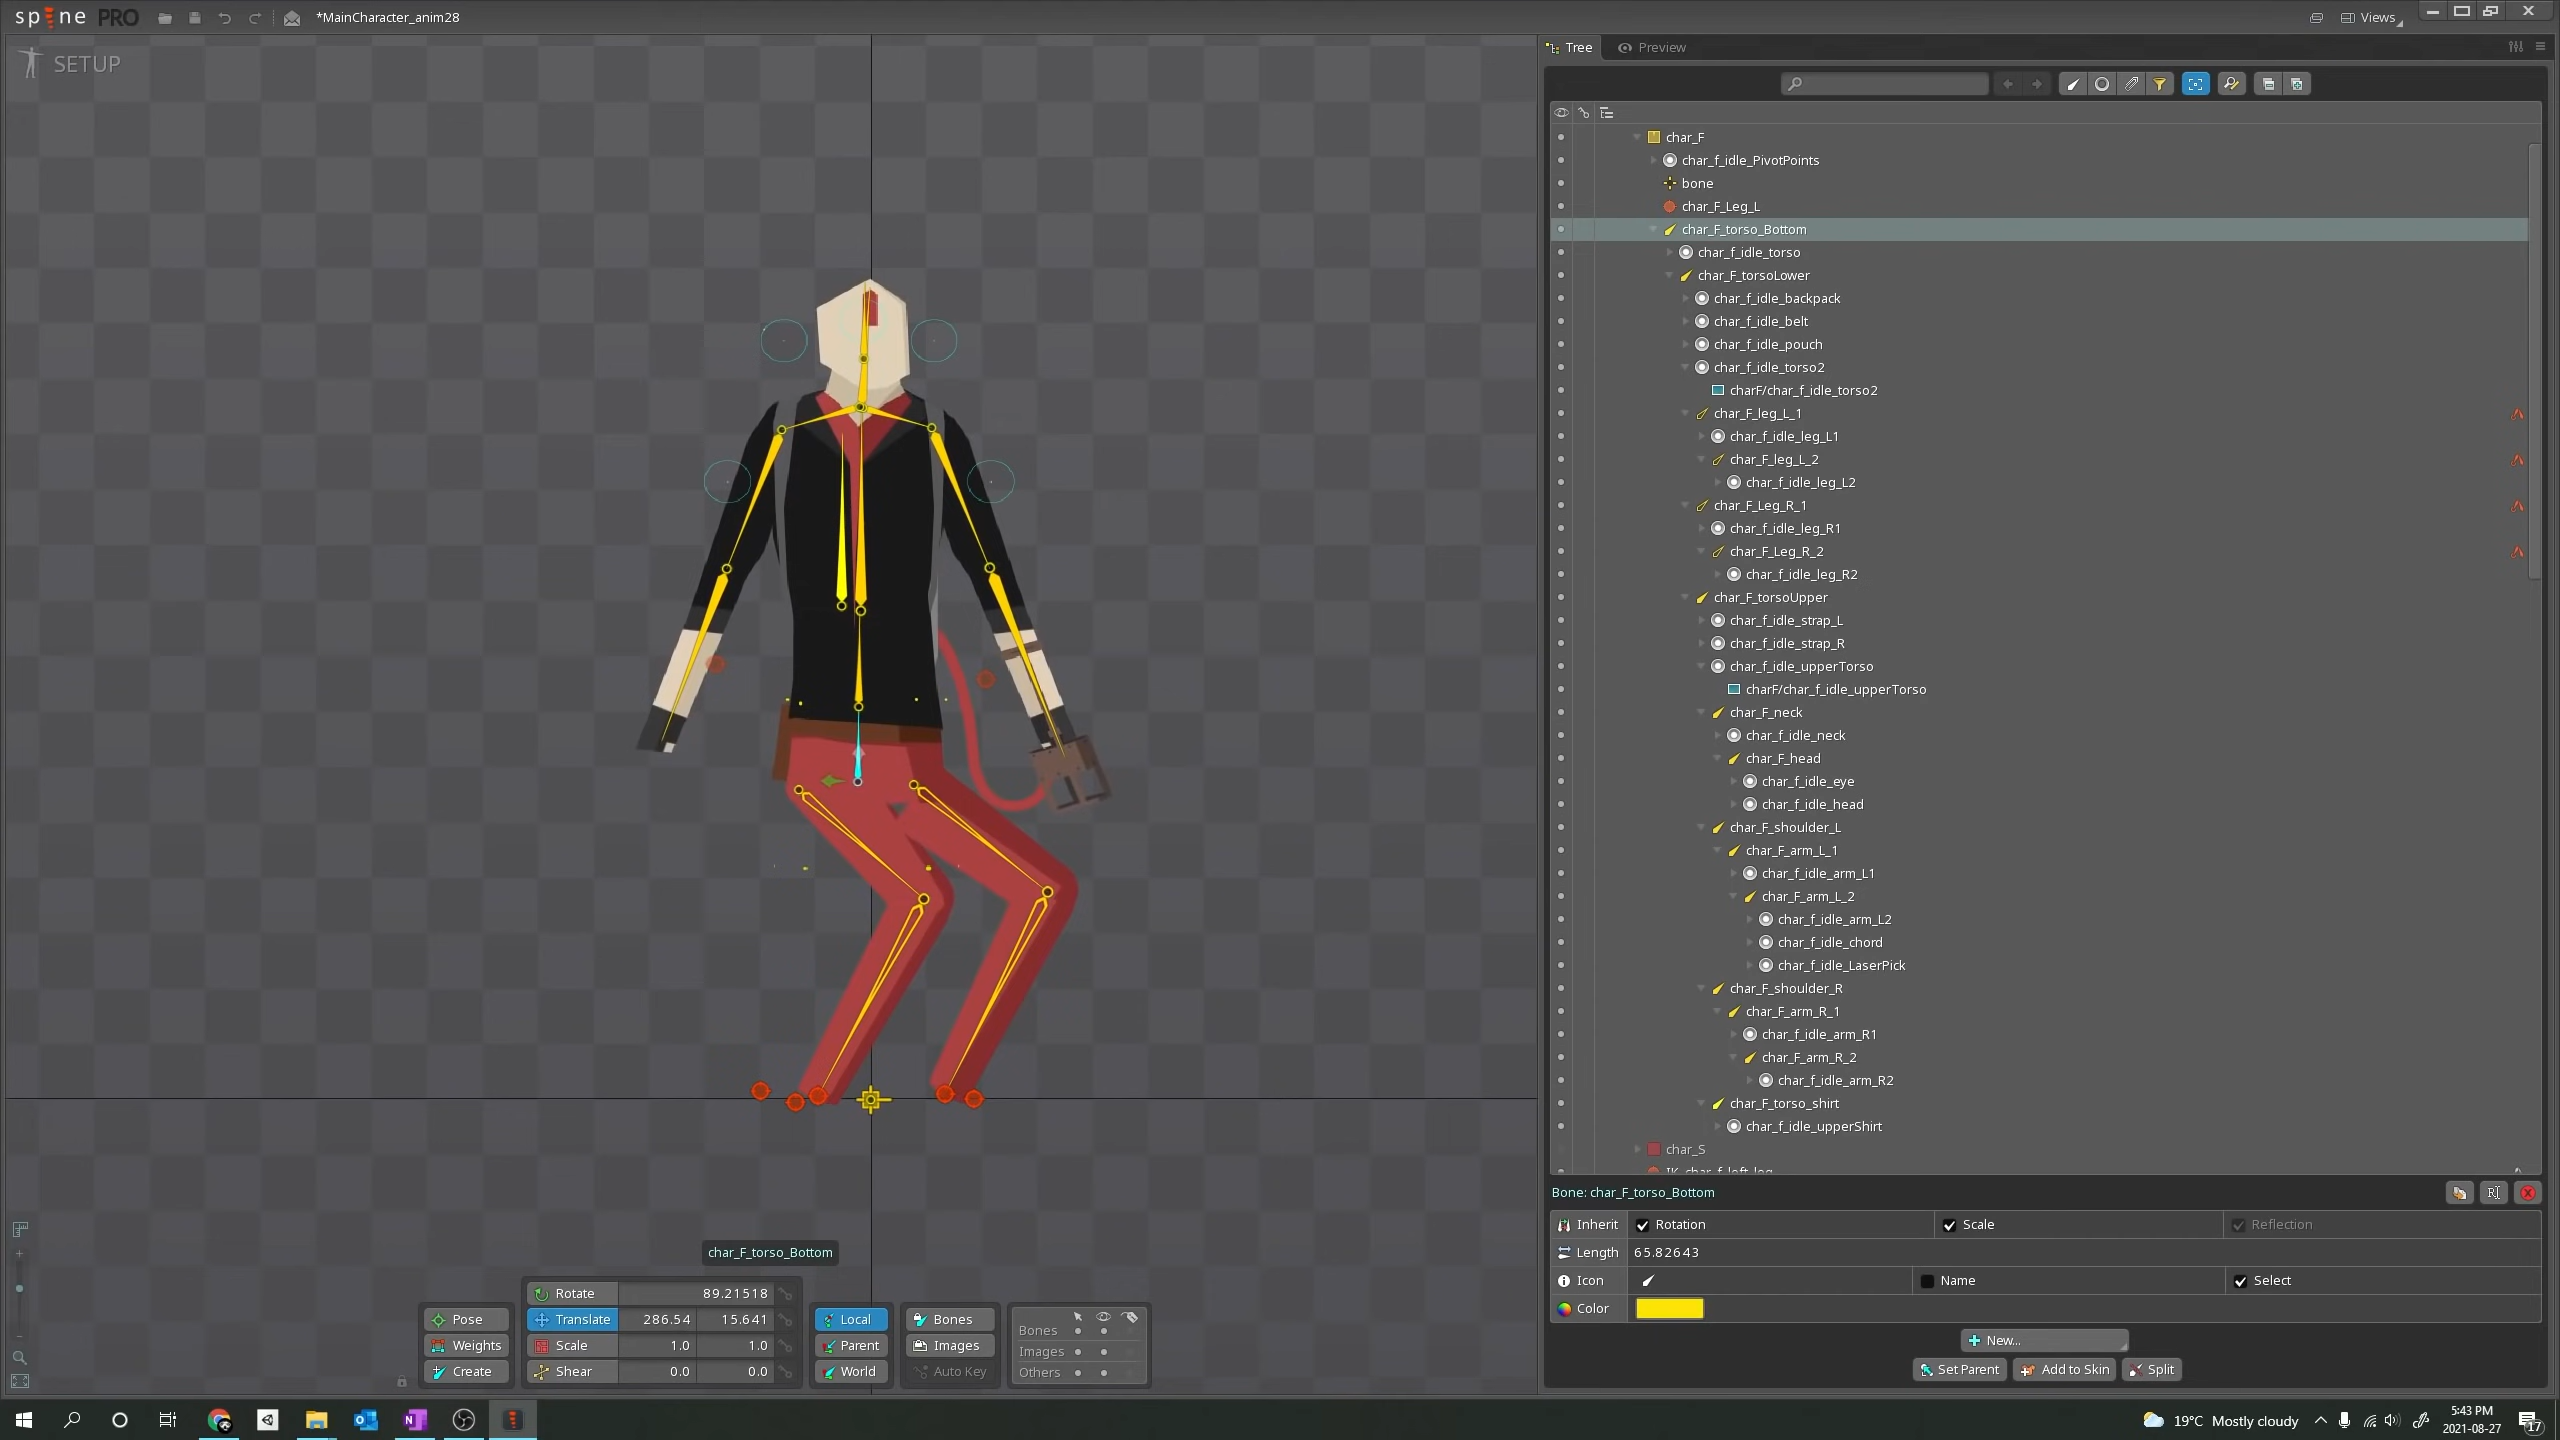 spine PRO
*MainCharacter_anim28
Views
SETUP
Tree
Preview
char_F
char_f_idle_PivotPoints
bone
char_F_Leg_L
char_F_torso_Bottom
char_f_idle_torso
char_F_torsoLower
char_f_idle_backpack
char_f_idle_belt
char_f_idle_pouch
char_f_idle_torso2
charF/char_f_idle_torso2
char_F_leg_L_1
char_f_idle_leg_L1
char_F_leg_L_2
char_f_idle_leg_L2
char_F_Leg_R_1
char_f_idle_leg_R1
char_F_Leg_R_2
char_f_idle_leg_R2
char_F_torsoUpper
char_f_idle_strap_L
char_f_idle_strap_R
char_f_idle_upperTorso
charF/char_f_idle_upperTorso
char_F_neck
char_f_idle_neck
char_F_head
char_f_idle_eye
char_f_idle_head
char_F_shoulder_L
char_F_arm_L_1
char_f_idle_arm_L1
char_F_arm_L_2
char_f_idle_arm_L2
char_f_idle_chord
char_f_idle_LaserPick
char_F_shoulder_R
char_F_arm_R_1
char_f_idle_arm_R1
char_F_arm_R_2
char_f_idle_arm_R2
char_F_torso_shirt
char_f_idle_upperShirt
char_S
IK_char_f_left_leg
Bone: char_F_torso_Bottom
Inherit Rotation Scale Reflection
Length 65.82643
Icon Name Select
Color
New...
Set Parent Add to Skin Split
char_F_torso_Bottom
Pose
Weights
Create
Rotate 89.21518
Translate 286.54 15.641
Scale 1.0 1.0
Shear 0.0 0.0
Local
Parent
World
Bones
Images
Auto Key
Bones
Images
Others
19°C Mostly cloudy
5:43 PM
2021-08-27
17